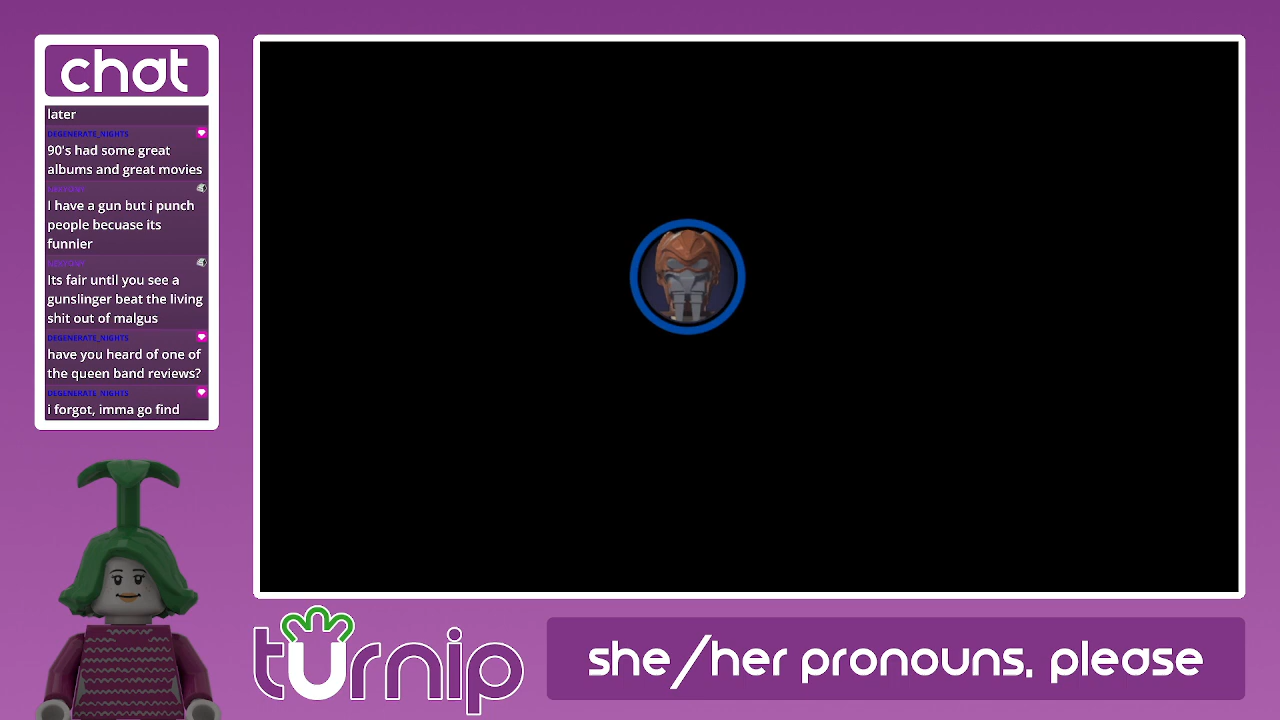 chat
later
DEGENERATE_NIGHTS
90's had some great
albums and great movies
I have a gun but i punch
people becuase its
funnier
Its fair until you see a
gunslinger beat the living
shit out of malgus
DEGENERATE_NIGHTS
have you heard of one of
the queen band reviews?
DEGENERATE_NIGHTS
i forgot, imma go find
turnip
she/her pronouns, please